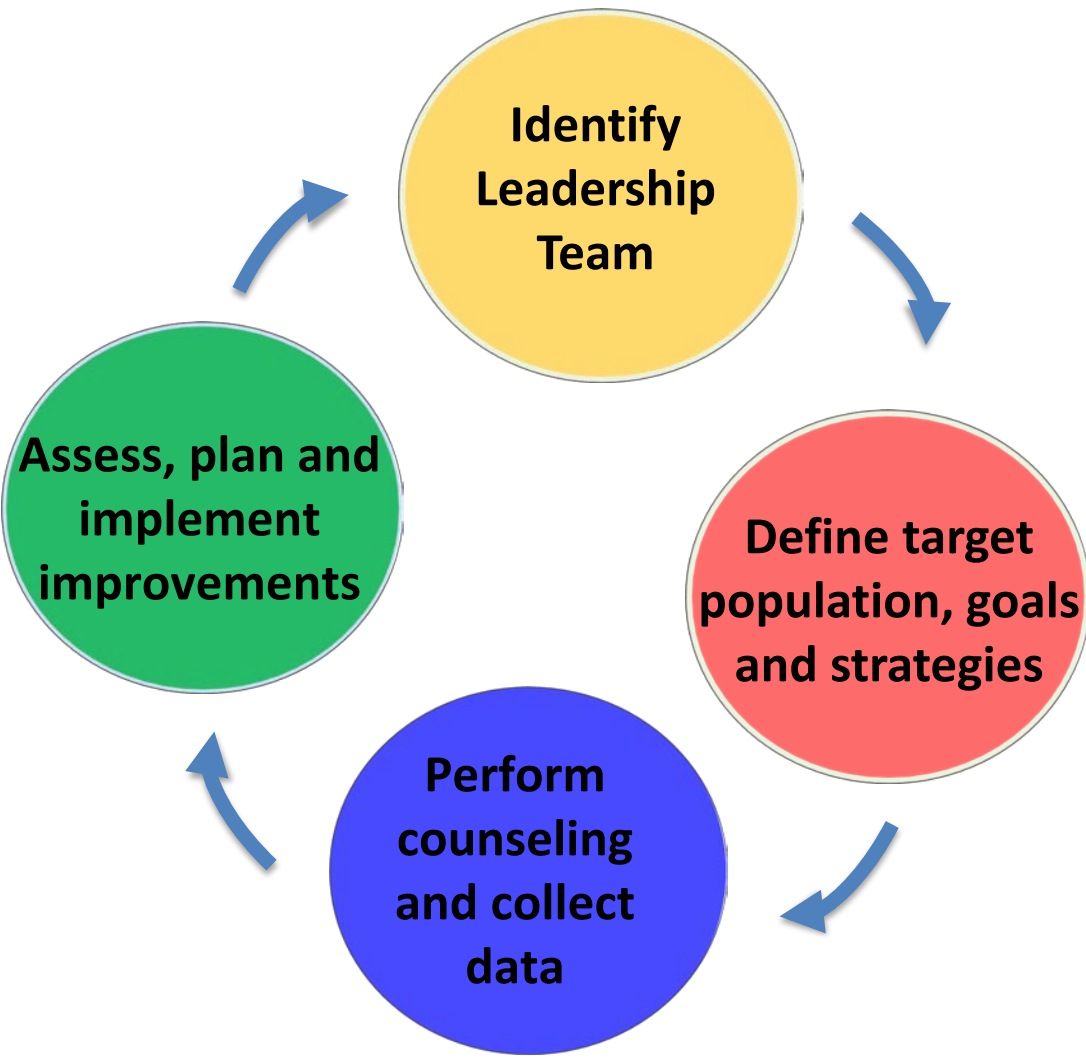 Identify
Leadership
Team
Define target
population, goals
and strategies
Perform
counseling
and collect
data
Assess, plan and
implement
improvements